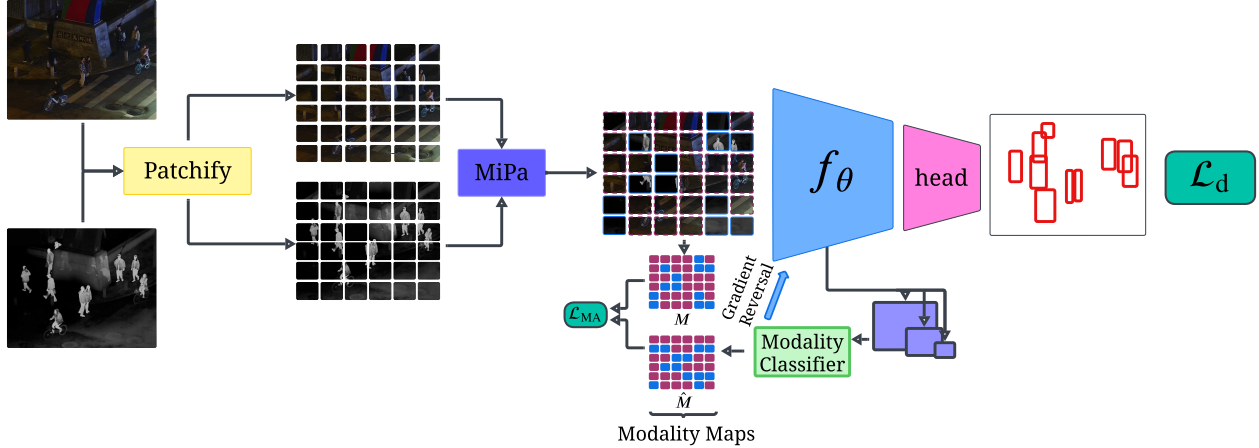 Patchify
MiPa
f_θ
head
ℒ_d
Gradient
Reversal
M
ℒ_MA
Modality
Classifier
M̂
Modality Maps